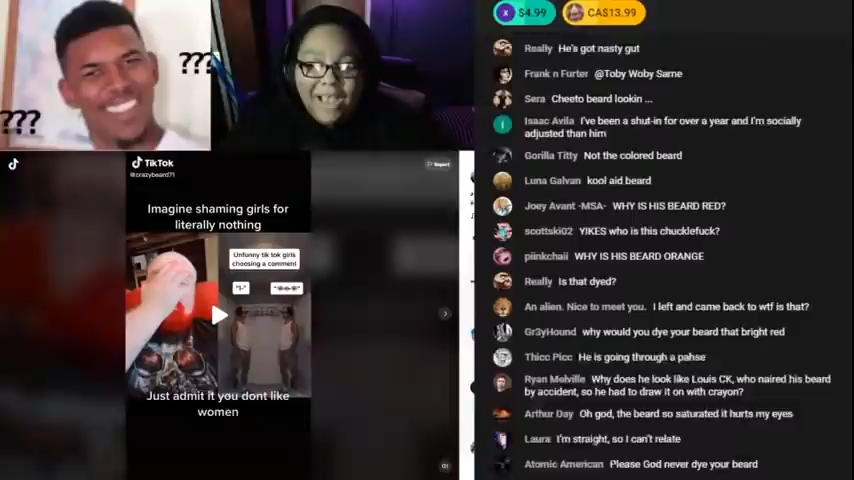 ???
???
TikTok
@crazybeard71
Report
Imagine shaming girls for
literally nothing
Unfunny tik tok girls
choosing a comment
Just admit it you dont like
women
X $4.99
CA$13.99
Really He's got nasty gut
Frank n Furter @Toby Woby Same
Sera Cheeto beard lookin ...
I Isaac Avila I've been a shut-in for over a year and I'm socially
adjusted than him
Gorilla Titty Not the colored beard
Luna Galvan kool aid beard
Joey Avant -MSA- WHY IS HIS BEARD RED?
scottski02 YIKES who is this chucklefuck?
piinkchaii WHY IS HIS BEARD ORANGE
Really Is that dyed?
An alien. Nice to meet you. I left and came back to wtf is that?
Gr3yHound why would you dye your beard that bright red
Thicc Picc He is going through a pahse
Ryan Melville Why does he look like Louis CK, who naired his beard
by accident, so he had to draw it on with crayon?
Arthur Day Oh god, the beard so saturated it hurts my eyes
Laura I'm straight, so I can't relate
Atomic American Please God never dye your beard